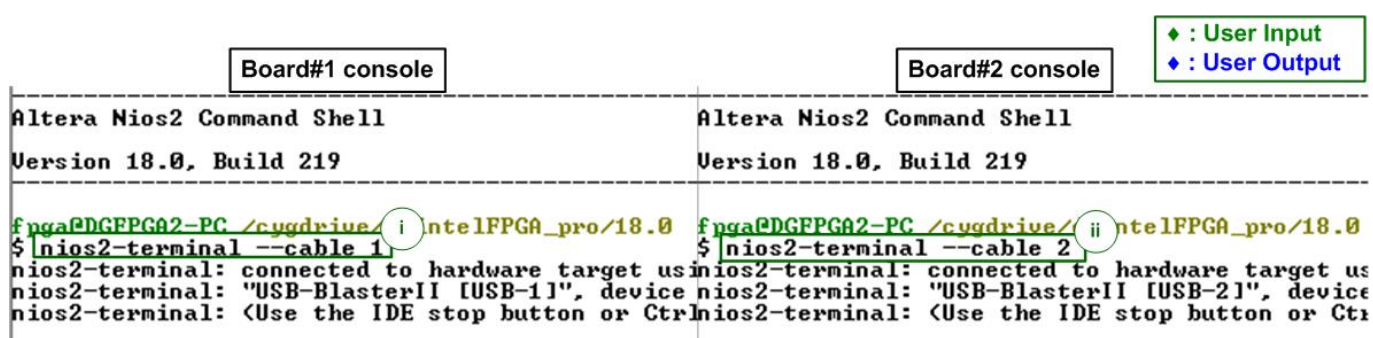 ♦ : User Input
♦ : User Output
Board#1 console
Board#2 console
Altera Nios2 Command Shell
Version 18.0, Build 219
fpga@DGFPGA2-PC /cygdrive/ i intelFPGA_pro/18.0
$ nios2-terminal --cable 1
nios2-terminal: connected to hardware target usi
nios2-terminal: "USB-BlasterII [USB-1]", device
nios2-terminal: (Use the IDE stop button or Ctrl
Altera Nios2 Command Shell
Version 18.0, Build 219
fpga@DGFPGA2-PC /cygdrive/ ii ntelFPGA_pro/18.0
$ nios2-terminal --cable 2
nios2-terminal: connected to hardware target us
nios2-terminal: "USB-BlasterII [USB-2]", device
nios2-terminal: (Use the IDE stop button or Ctr